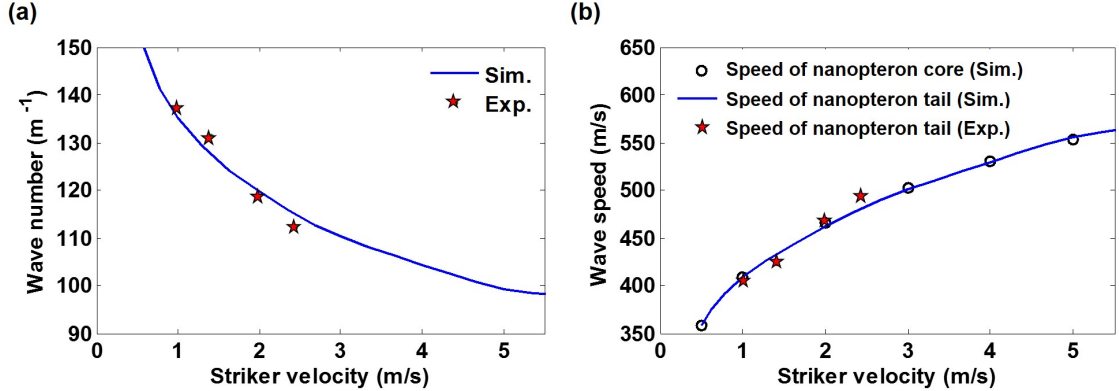 (a)
150
140
130
120
110
100
90
0
1
2
3
4
5
Wave number (m⁻¹)
Striker velocity (m/s)
Sim.
Exp.
(b)
650
600
550
500
450
400
350
0
1
2
3
4
5
Wave speed (m/s)
Striker velocity (m/s)
Speed of nanopteron core (Sim.)
Speed of nanopteron tail (Sim.)
Speed of nanopteron tail (Exp.)